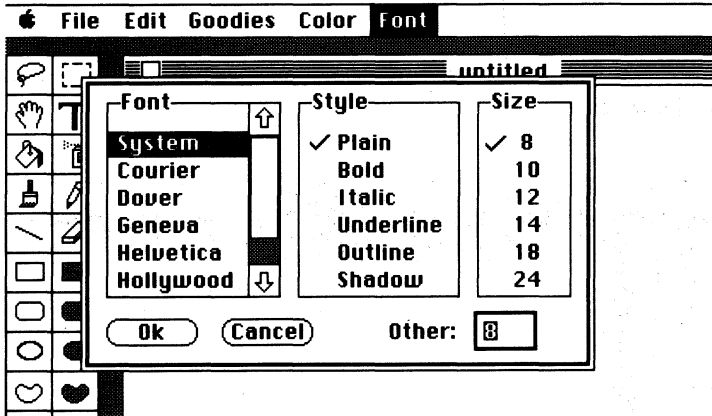 File Edit Goodies Color Font
untitled
Font
System
Courier
Dover
Geneva
Helvetica
Hollywood
Style
✓ Plain
Bold
Italic
Underline
Outline
Shadow
Size
✓ 8
10
12
14
18
24
Ok
Cancel
Other: 8
T